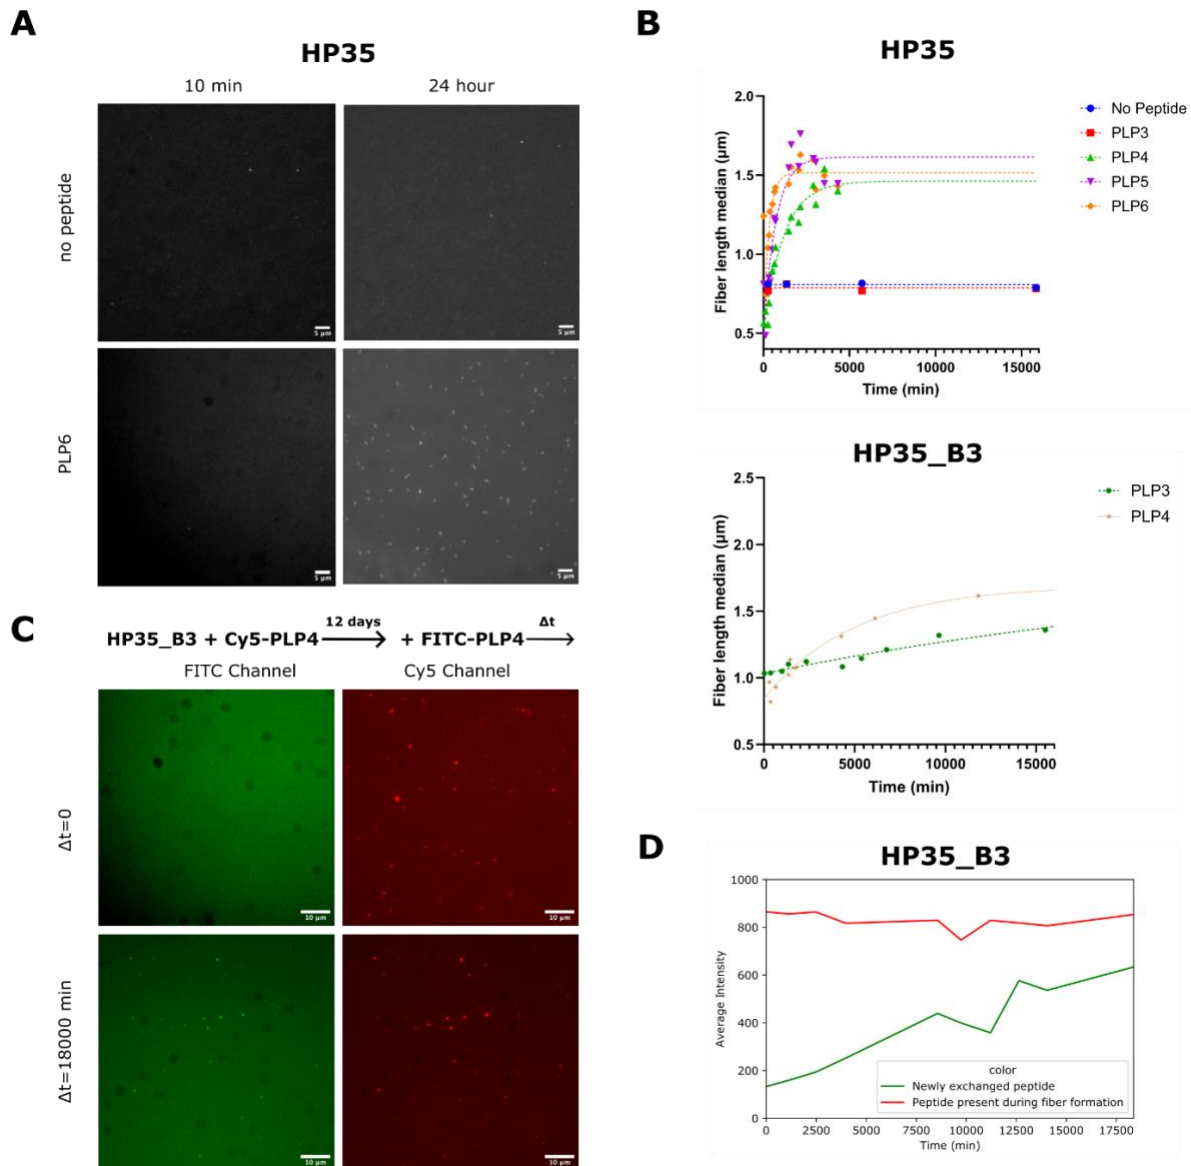 A
HP35
10 min
24 hour
no peptide
5 µm
5 µm
PLP6
5 µm
5 µm
B
HP35
Fiber length median (µm)
2.0
1.5
1.0
0.5
0
5000
10000
15000
Time (min)
No Peptide
PLP3
PLP4
PLP5
PLP6
HP35_B3
Fiber length median (µm)
2.5
2.0
1.5
1.0
0.5
0
5000
10000
15000
Time (min)
PLP3
PLP4
C
HP35_B3 + Cy5-PLP4 12 days + FITC-PLP4 Δt
FITC Channel
Cy5 Channel
Δt=0
10 µm
10 µm
Δt=18000 min
10 µm
10 µm
D
HP35_B3
Average Intensity
1000
800
600
400
200
0
0
2500
5000
7500
10000
12500
15000
17500
Time (min)
color
Newly exchanged peptide
Peptide present during fiber formation